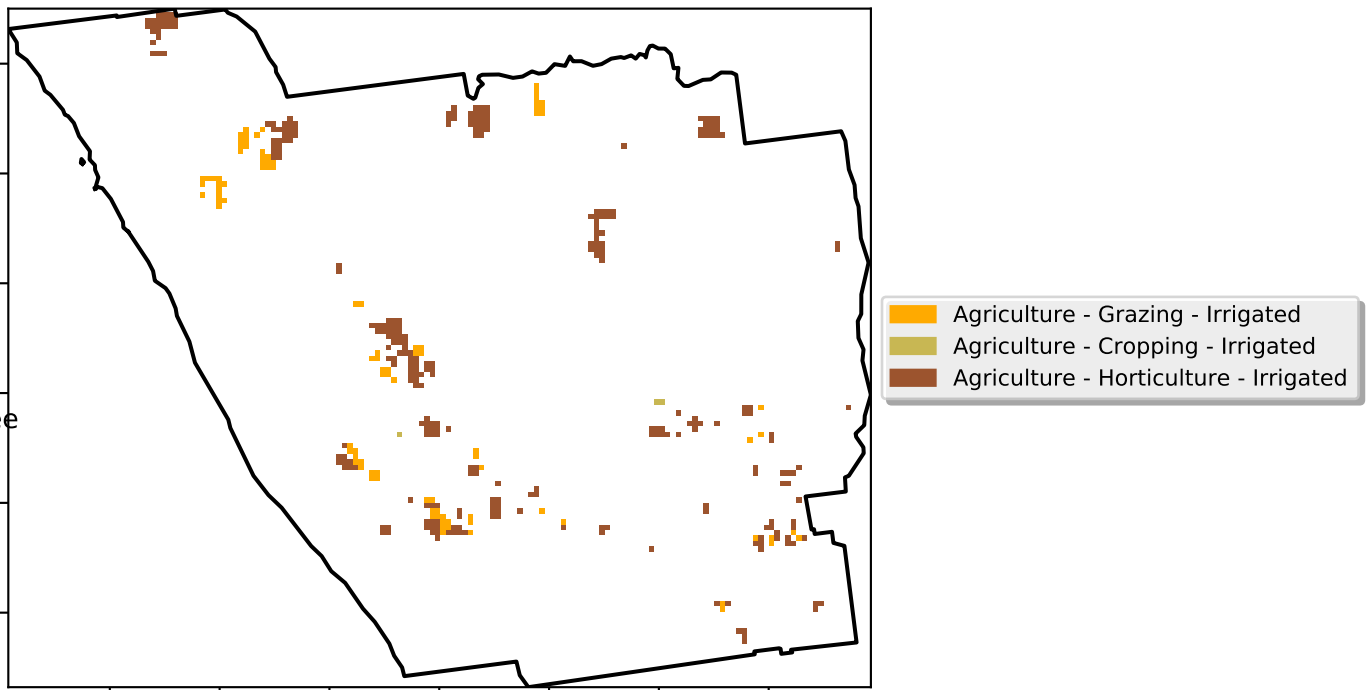 Agriculture - Grazing - Irrigated
Agriculture - Cropping - Irrigated
Agriculture - Horticulture - Irrigated